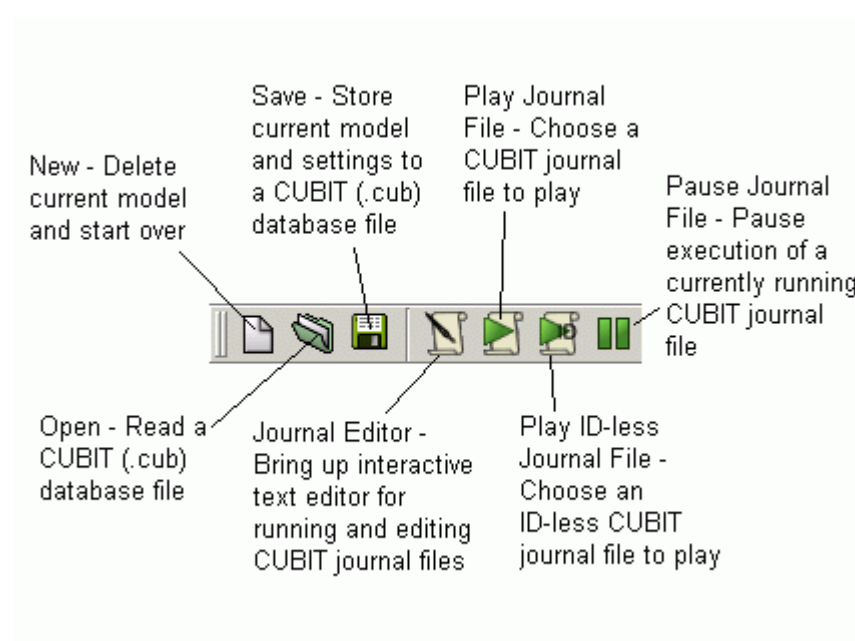 Save - Store
current model
and settings to
a CUBIT (.cub)
database file
Play Journal
File - Choose a
CUBIT journal
file to play
New - Delete
current model
and start over
Pause Journal
File - Pause
execution of a
currently running
CUBIT journal
file
Open - Read a
CUBIT (.cub)
database file
Journal Editor -
Bring up interactive
text editor for
running and editing
CUBIT journal files
Play ID-less
Journal File -
Choose an
ID-less CUBIT
journal file to play